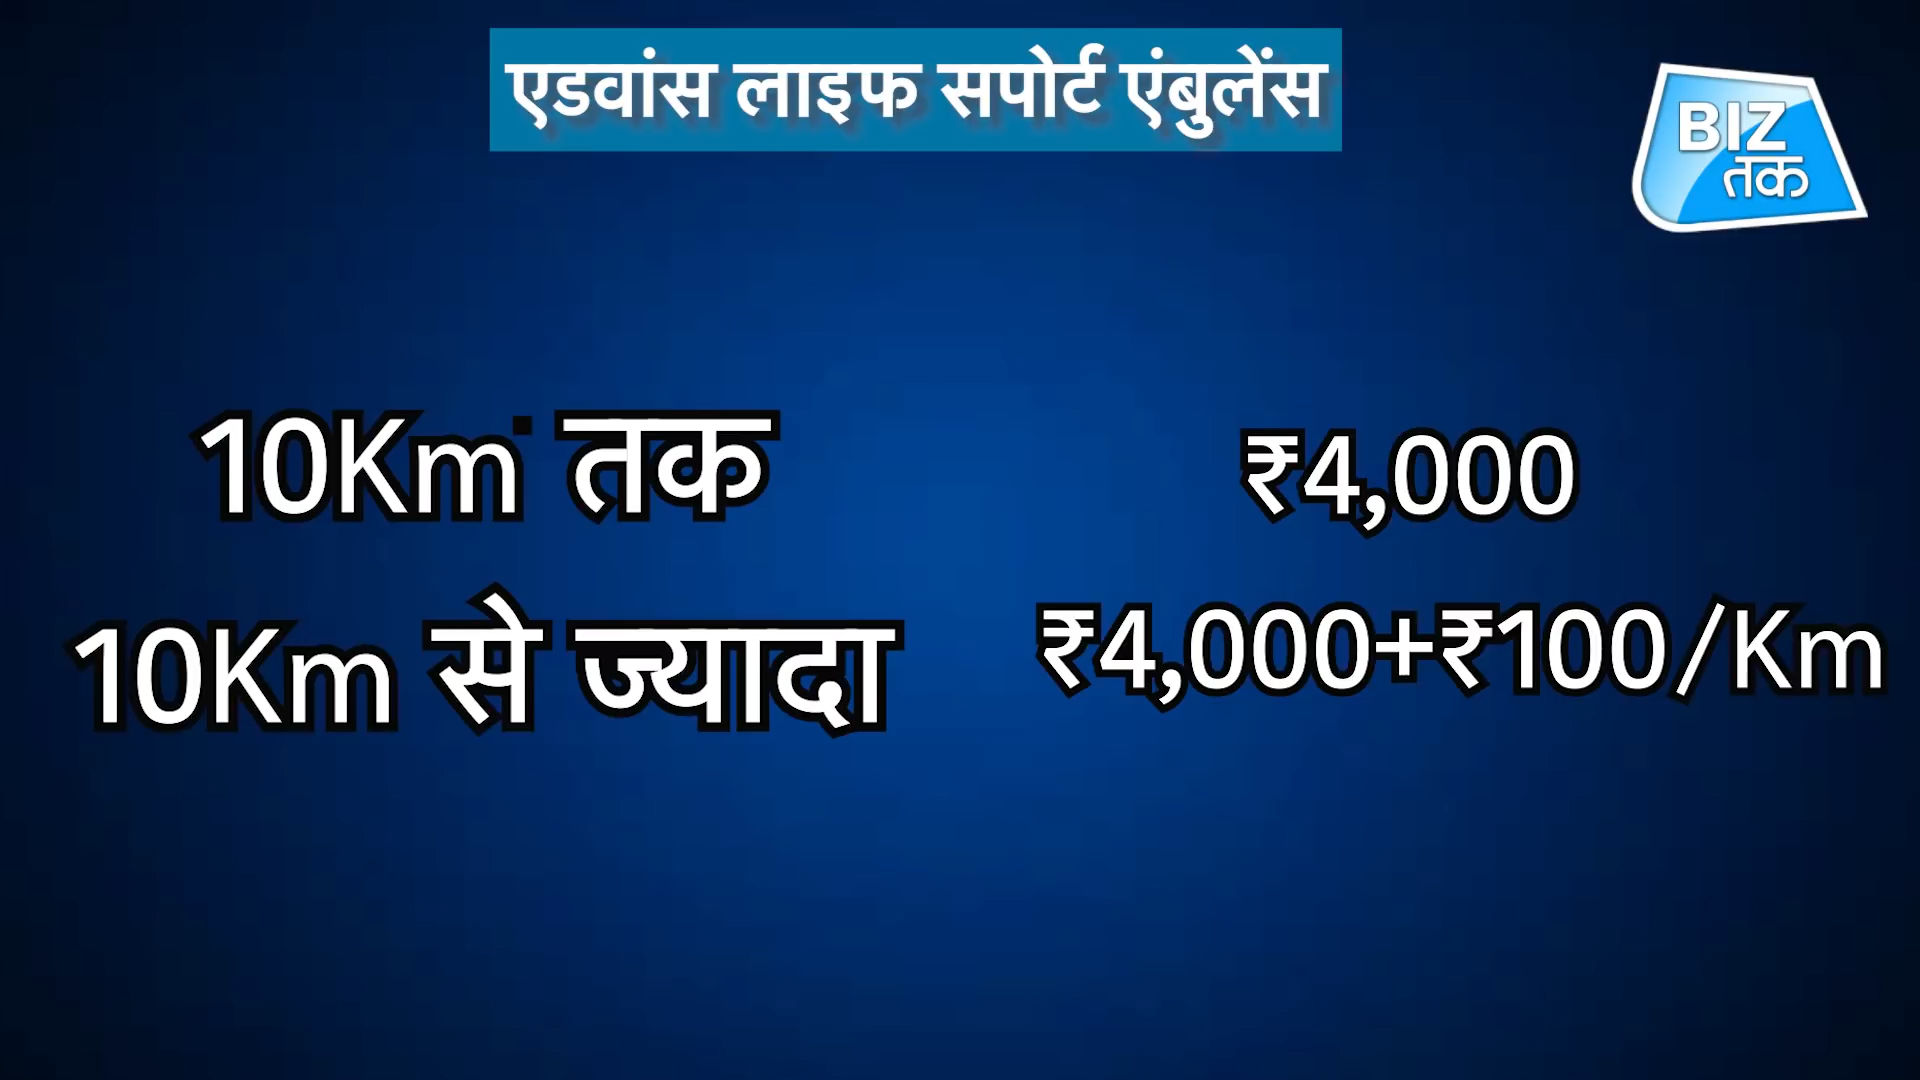 एडवांस लाइफ सपोर्ट एंबुलेंस
BIZ
तक
10Km तक
₹4,000
10Km से ज्यादा
₹4,000+₹100/Km